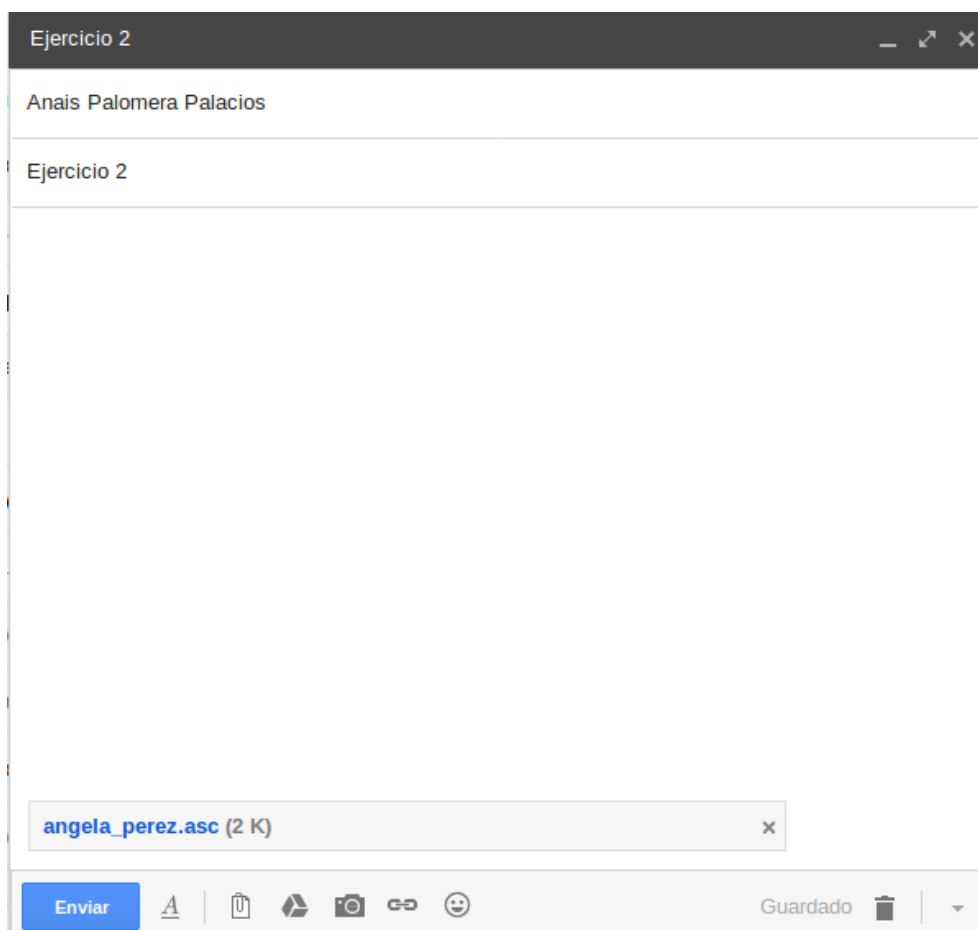 Ejercicio 2
Anais Palomera Palacios
Ejercicio 2
angela_perez.asc (2 K)
Enviar A Guardado